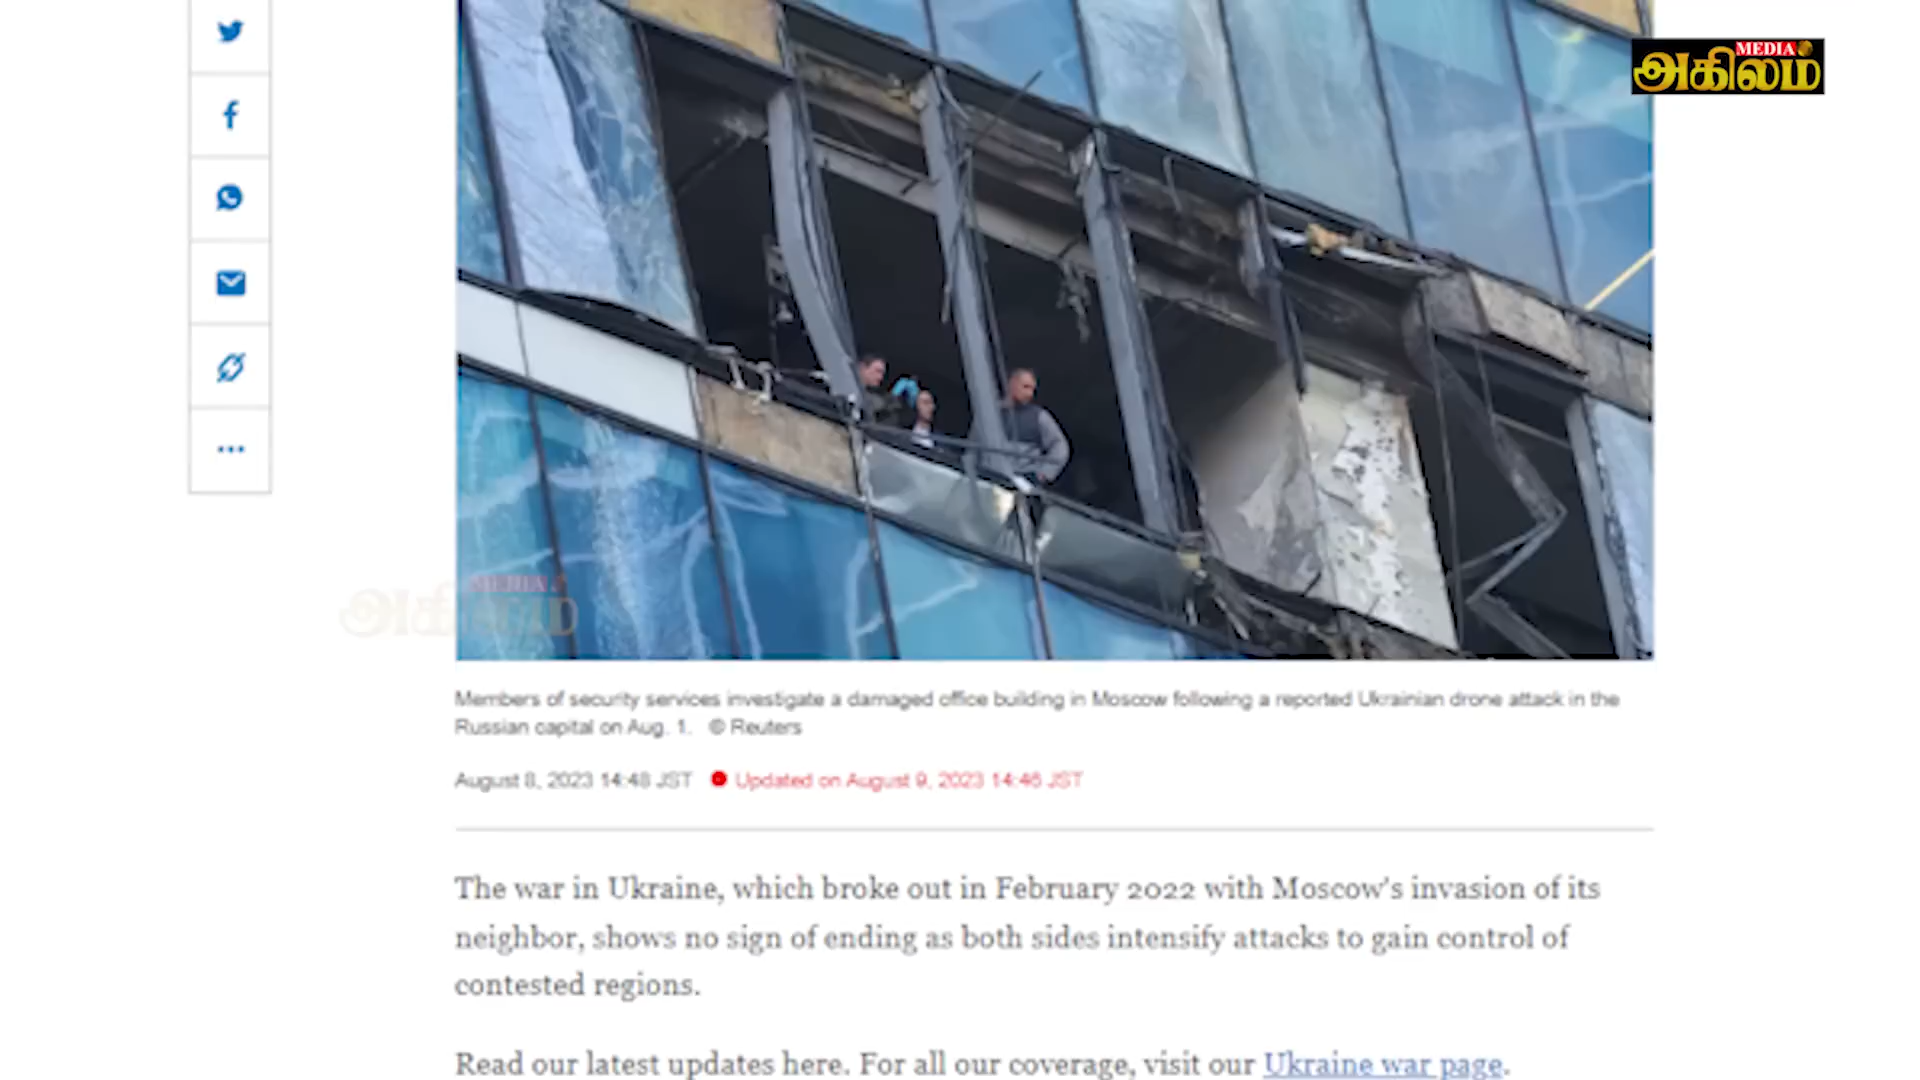 MEDIA
அகிலம்
MEDIA
அகிலம்
Members of security services investigate a damaged office building in Moscow following a reported Ukrainian drone attack in the
Russian capital on Aug. 1. © Reuters
August 8, 2023 14:48 JST Updated on August 9, 2023 14:46 JST
The war in Ukraine, which broke out in February 2022 with Moscow's invasion of its
neighbor, shows no sign of ending as both sides intensify attacks to gain control of
contested regions.
Read our latest updates here. For all our coverage, visit our Ukraine war page.